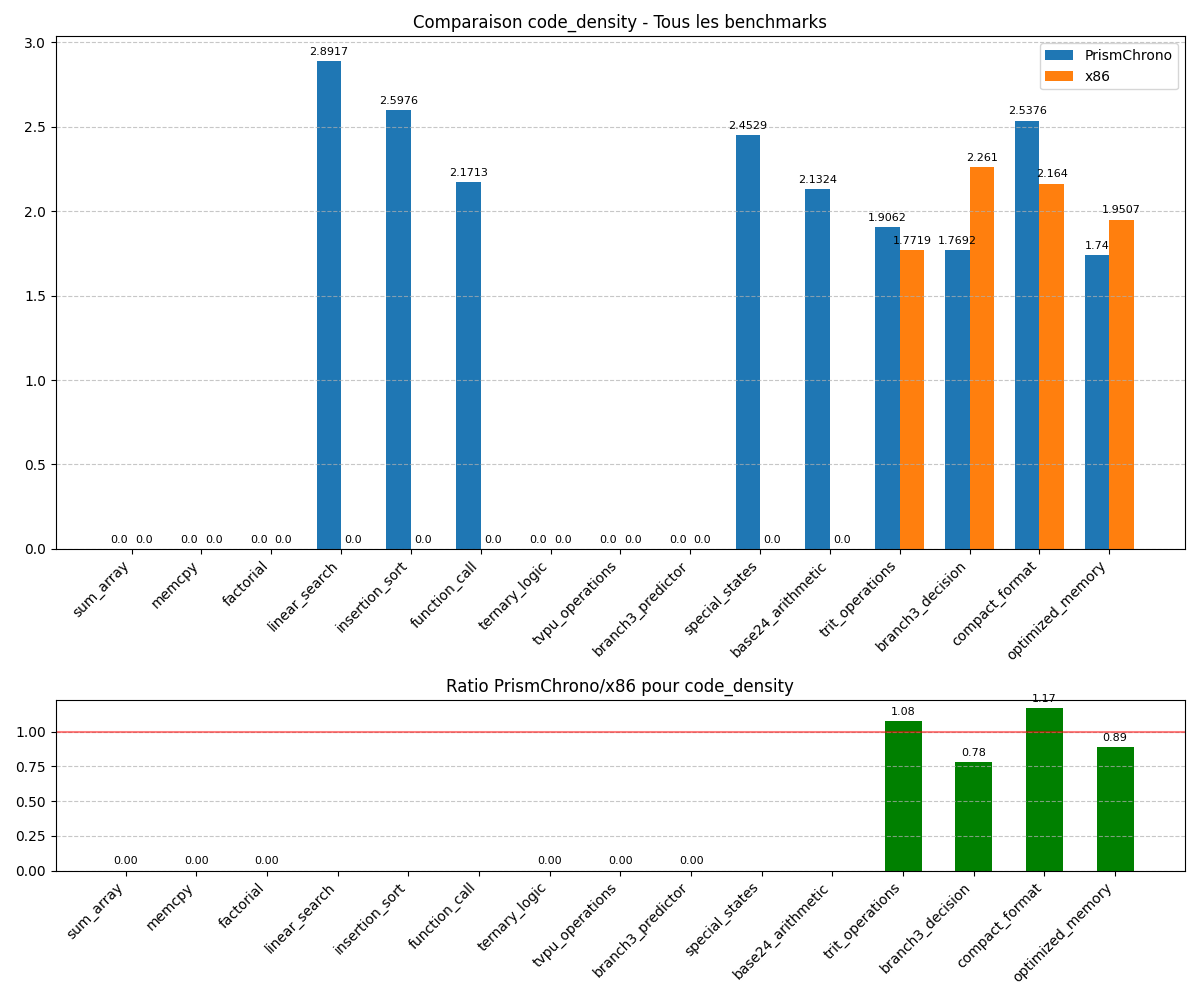 Comparaison code_density - Tous les benchmarks
3.0
2.5
2.0
1.5
1.0
0.5
0.0
PrismChrono
x86
0.0 0.0 0.0 0.0 0.0 0.0 2.8917 0.0 2.5976 0.0 2.1713 0.0 0.0 0.0 0.0 0.0 0.0 0.0 2.4529 0.0 2.1324 0.0 1.9062 1.7719 1.7692 2.261 2.5376 2.164 1.74 1.9507
sum_array
memcpy
factorial
linear_search
insertion_sort
function_call
ternary_logic
tvpu_operations
branch3_predictor
special_states
base24_arithmetic
trit_operations
branch3_decision
compact_format
optimized_memory
Ratio PrismChrono/x86 pour code_density
1.00
0.75
0.50
0.25
0.00
0.00 0.00 0.00 0.00 0.00 0.00 1.08 0.78 1.17 0.89
sum_array
memcpy
factorial
linear_search
insertion_sort
function_call
ternary_logic
tvpu_operations
branch3_predictor
special_states
base24_arithmetic
trit_operations
branch3_decision
compact_format
optimized_memory